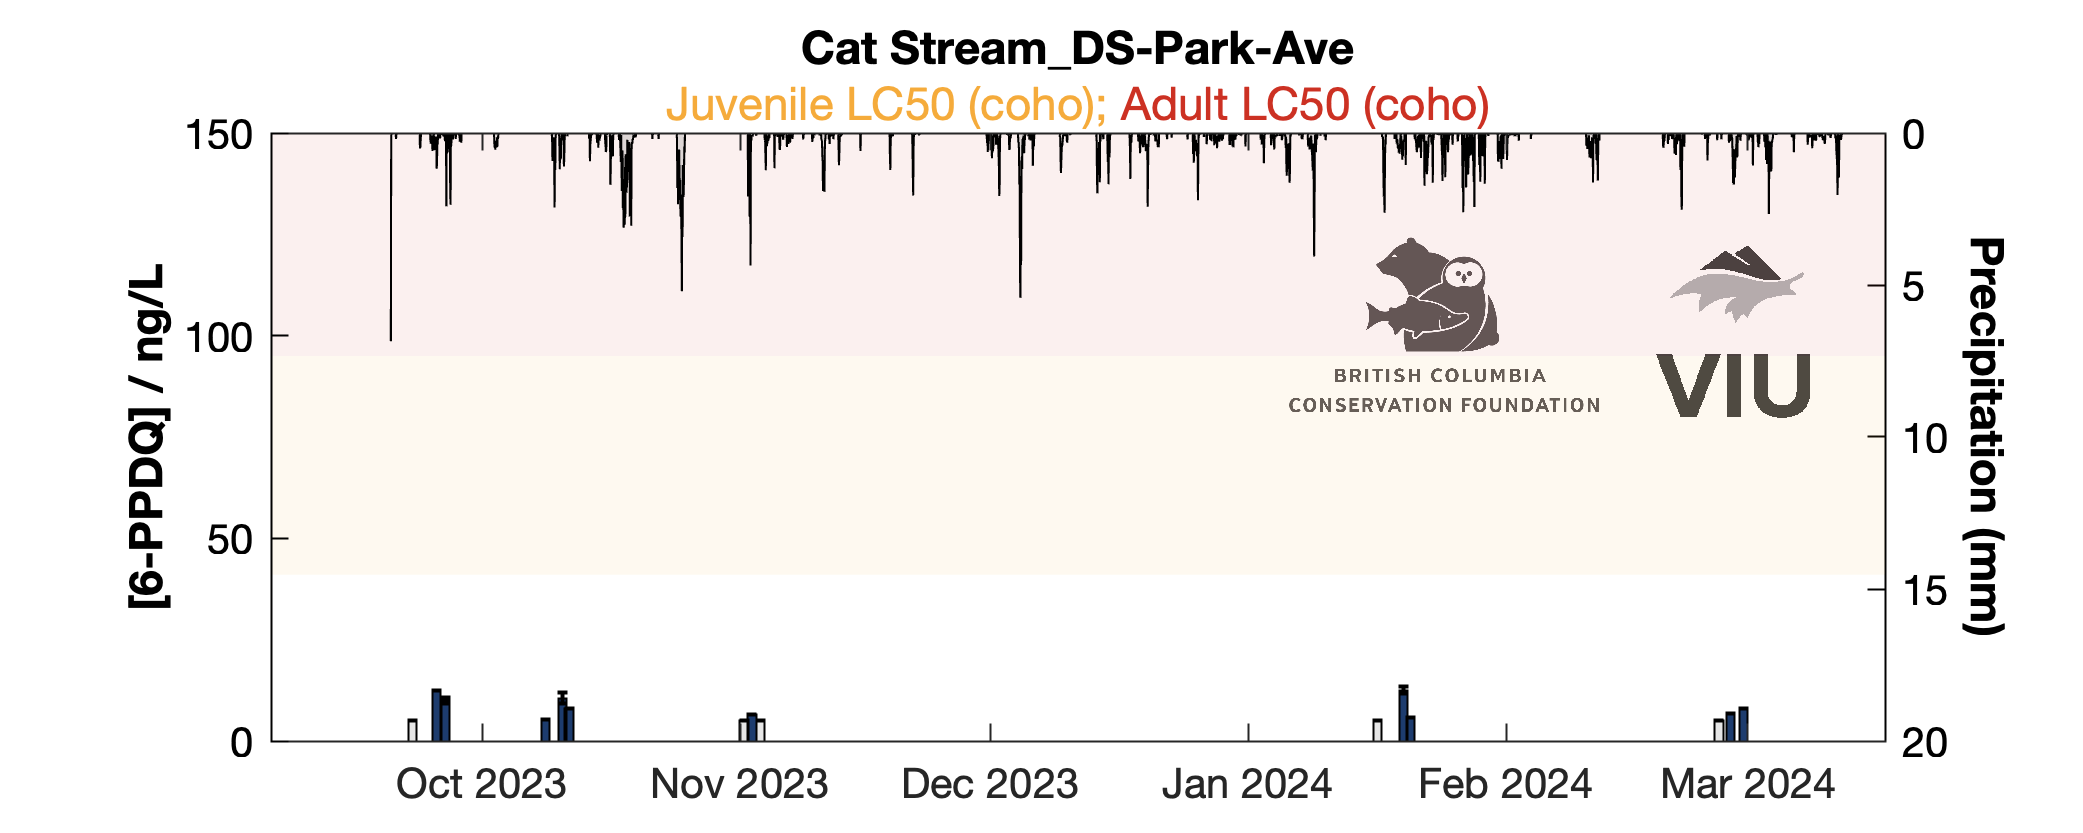 Cat Stream_DS-Park-Ave
Juvenile LC50 (coho); Adult LC50 (coho)
150
100
50
0
[6-PPDQ] / ng/L
0
5
10
15
20
Precipitation (mm)
BRITISH COLUMBIA
CONSERVATION FOUNDATION
VIU
Oct 2023
Nov 2023
Dec 2023
Jan 2024
Feb 2024
Mar 2024